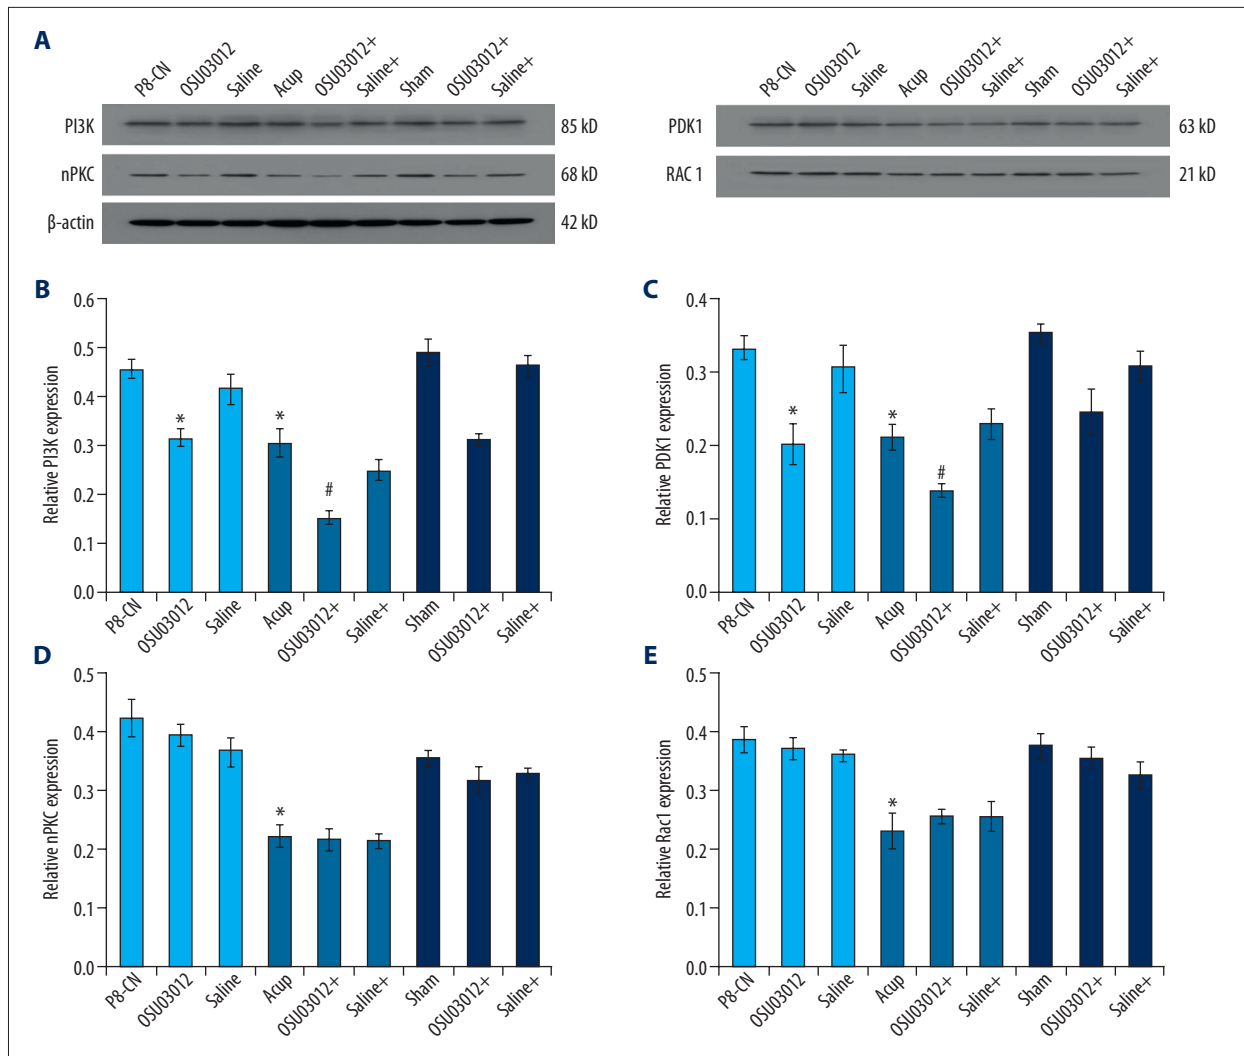 A
P8-CN OSU03012 Saline Acup OSU03012+ Saline+ Sham OSU03012+ Saline+
PI3K 85 kD
nPKC 68 kD
β-actin 42 kD
P8-CN OSU03012 Saline Acup OSU03012+ Saline+ Sham OSU03012+ Saline+
PDK1 63 kD
RAC 1 21 kD
B
Relative PI3K expression
0.6
0.5
0.4
0.3
0.2
0.1
0.0
* * #
P8-CN OSU03012 Saline Acup OSU03012+ Saline+ Sham OSU03012+ Saline+
C
Relative PDK1 expression
0.4
0.3
0.2
0.1
0.0
* * #
P8-CN OSU03012 Saline Acup OSU03012+ Saline+ Sham OSU03012+ Saline+
D
Relative nPKC expression
0.5
0.4
0.3
0.2
0.1
0.0
*
P8-CN OSU03012 Saline Acup OSU03012+ Saline+ Sham OSU03012+ Saline+
E
Relative Rac1 expression
0.5
0.4
0.3
0.2
0.1
0.0
*
P8-CN OSU03012 Saline Acup OSU03012+ Saline+ Sham OSU03012+ Saline+